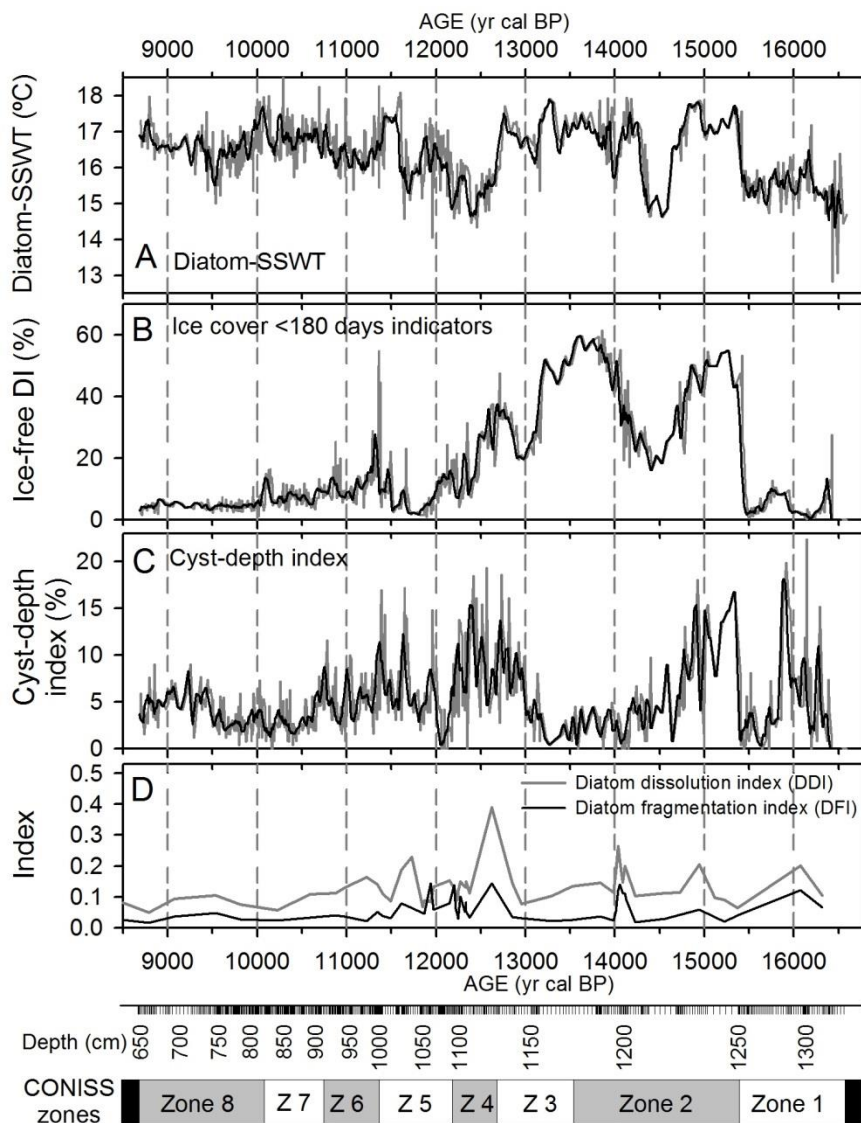 AGE (yr cal BP)
9000 10000 11000 12000 13000 14000 15000 16000
Diatom-SSWT (ºC)
18
17
16
15
14
13
A Diatom-SSWT
Ice-free DI (%)
60
40
20
0
B Ice cover <180 days indicators
Cyst-depth index (%)
20
15
10
5
0
C Cyst-depth index
Index
0.5
0.4
0.3
0.2
0.1
0.0
D
Diatom dissolution index (DDI)
Diatom fragmentation index (DFI)
9000 10000 11000 12000 13000 14000 15000 16000
AGE (yr cal BP)
Depth (cm) 650 700 750 800 850 900 950 1000 1050 1100 1150 1200 1250 1300
CONISS zones
Zone 8 Z 7 Z 6 Z 5 Z 4 Z 3 Zone 2 Zone 1